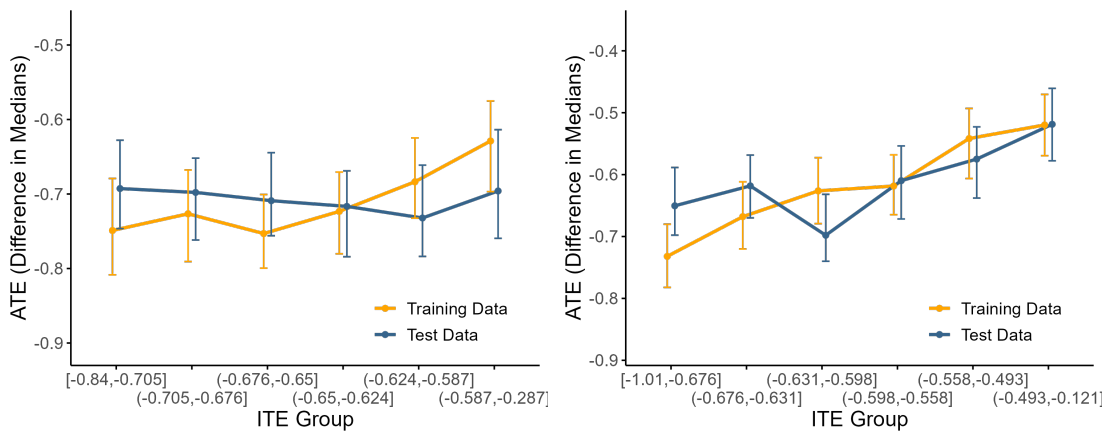 ATE (Difference in Medians)
-0.5
-0.6
-0.7
-0.8
-0.9
Training Data
Test Data
[-0.84,-0.705]
(-0.676,-0.65]
(-0.624,-0.587]
(-0.705,-0.676]
(-0.65,-0.624]
(-0.587,-0.287]
ITE Group
ATE (Difference in Medians)
-0.4
-0.5
-0.6
-0.7
-0.8
-0.9
Training Data
Test Data
[-1.01,-0.676]
(-0.631,-0.598]
(-0.558,-0.493]
(-0.676,-0.631]
(-0.598,-0.558]
(-0.493,-0.121]
ITE Group